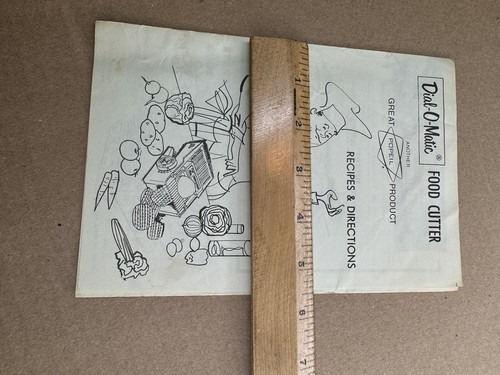 Dial-O-Matic ® FOOD CUTTER
ANOTHER
GREAT POPEIL PRODUCT
RECIPES & DIRECTIONS
1
2
3
4
5
6
7